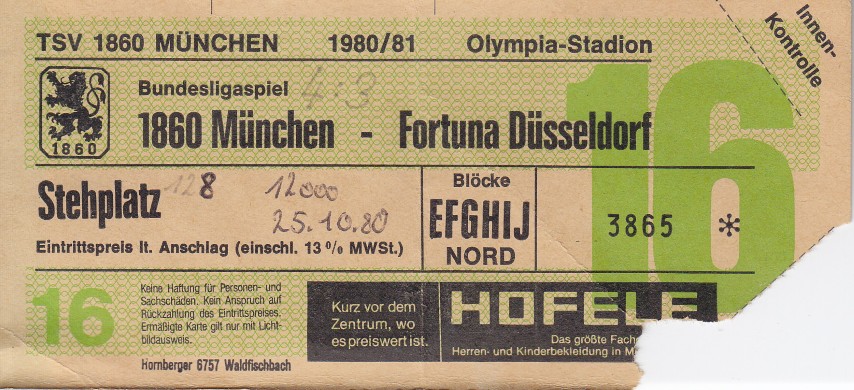 TSV 1860 MÜNCHEN 1980/81 Olympia-Stadion
Innen-
Kontrolle
1860
Bundesligaspiel 4:3
1860 München - Fortuna Düsseldorf
16
Stehplatz 128 12000
25.10.80
Eintrittspreis lt. Anschlag (einschl. 13 % MWSt.)
Blöcke
EFGHIJ
NORD
3865 *
16
Keine Haftung für Personen- und
Sachschäden. Kein Anspruch auf
Rückzahlung des Eintrittspreises.
Ermäßigte Karte gilt nur mit Licht-
bildausweis.
Hornberger 6757 Waldfischbach
Kurz vor dem
Zentrum, wo
es preiswert ist.
HOFELE
Das größte Fach
Herren- und Kinderbekleidung in M